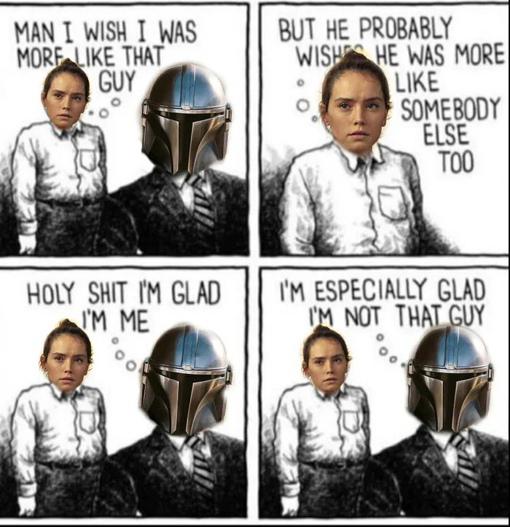 MAN I WISH I WAS
MORE LIKE THAT
GUY
BUT HE PROBABLY
WISHES HE WAS MORE
LIKE
SOMEBODY
ELSE
TOO
HOLY SHIT I'M GLAD
I'M ME
I'M ESPECIALLY GLAD
I'M NOT THAT GUY